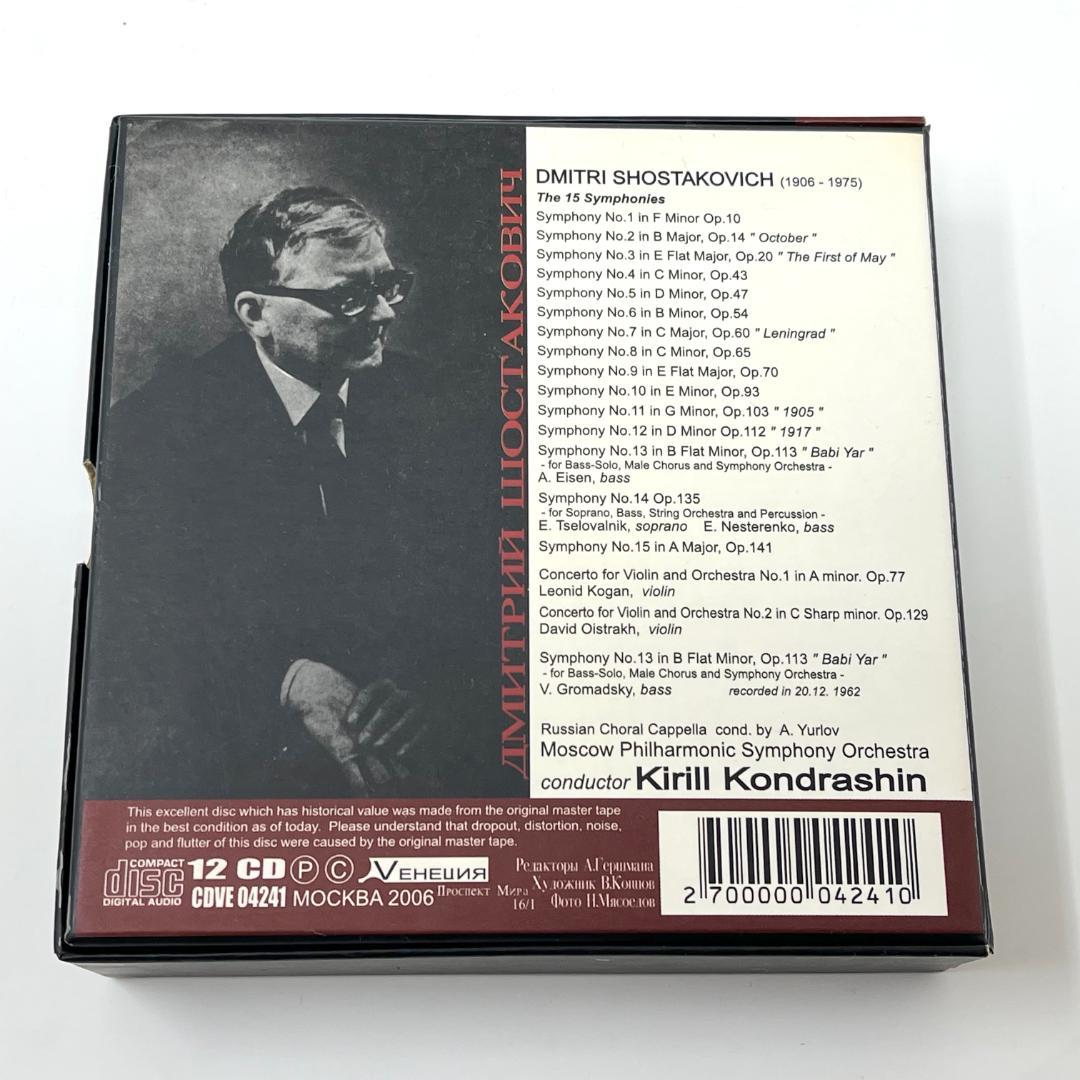 ДМИТРИЙ ШОСТАКОВИЧ
DMITRI SHOSTAKOVICH (1906 - 1975)
The 15 Symphonies
Symphony No.1 in F Minor Op.10
Symphony No.2 in B Major, Op.14 " October "
Symphony No.3 in E Flat Major, Op.20 " The First of May "
Symphony No.4 in C Minor, Op.43
Symphony No.5 in D Minor, Op.47
Symphony No.6 in B Minor, Op.54
Symphony No.7 in C Major, Op.60 " Leningrad "
Symphony No.8 in C Minor, Op.65
Symphony No.9 in E Flat Major, Op.70
Symphony No.10 in E Minor, Op.93
Symphony No.11 in G Minor, Op.103 " 1905 "
Symphony No.12 in D Minor Op.112 " 1917 "
Symphony No.13 in B Flat Minor, Op.113 " Babi Yar "
- for Bass-Solo, Male Chorus and Symphony Orchestra -
A. Eisen, bass
Symphony No.14 Op.135
- for Soprano, Bass, String Orchestra and Percussion -
E. Tselovalnik, soprano E. Nesterenko, bass
Symphony No.15 in A Major, Op.141
Concerto for Violin and Orchestra No.1 in A minor. Op.77
Leonid Kogan, violin
Concerto for Violin and Orchestra No.2 in C Sharp minor. Op.129
David Oistrakh, violin
Symphony No.13 in B Flat Minor, Op.113 " Babi Yar "
- for Bass-Solo, Male Chorus and Symphony Orchestra -
V. Gromadsky, bass recorded in 20.12. 1962
Russian Choral Cappella cond. by A. Yurlov
Moscow Philharmonic Symphony Orchestra
conductor Kirill Kondrashin
This excellent disc which has historical value was made from the original master tape
in the best condition as of today. Please understand that dropout, distortion, noise,
pop and flutter of this disc were caused by the original master tape.
COMPACT disc DIGITAL AUDIO
12 CD Ⓟ Ⓒ Vенеция
CDVE 04241 МОСКВА 2006
Проспект Мира
16/1
Редакторы А.Гершмана
Художник В.Копцов
Фото Н.Мясоедов
2 700000 042410